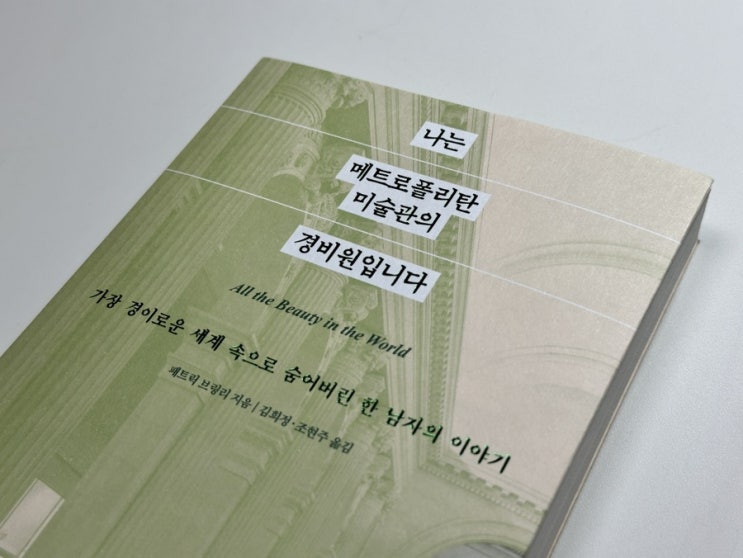 나는
메트로폴리탄
미술관의
경비원입니다
All the Beauty in the World
가장 경이로운 세계 속으로 숨어버린 한 남자의 이야기
패트릭 브링리 지음 | 김희정·조현주 옮김